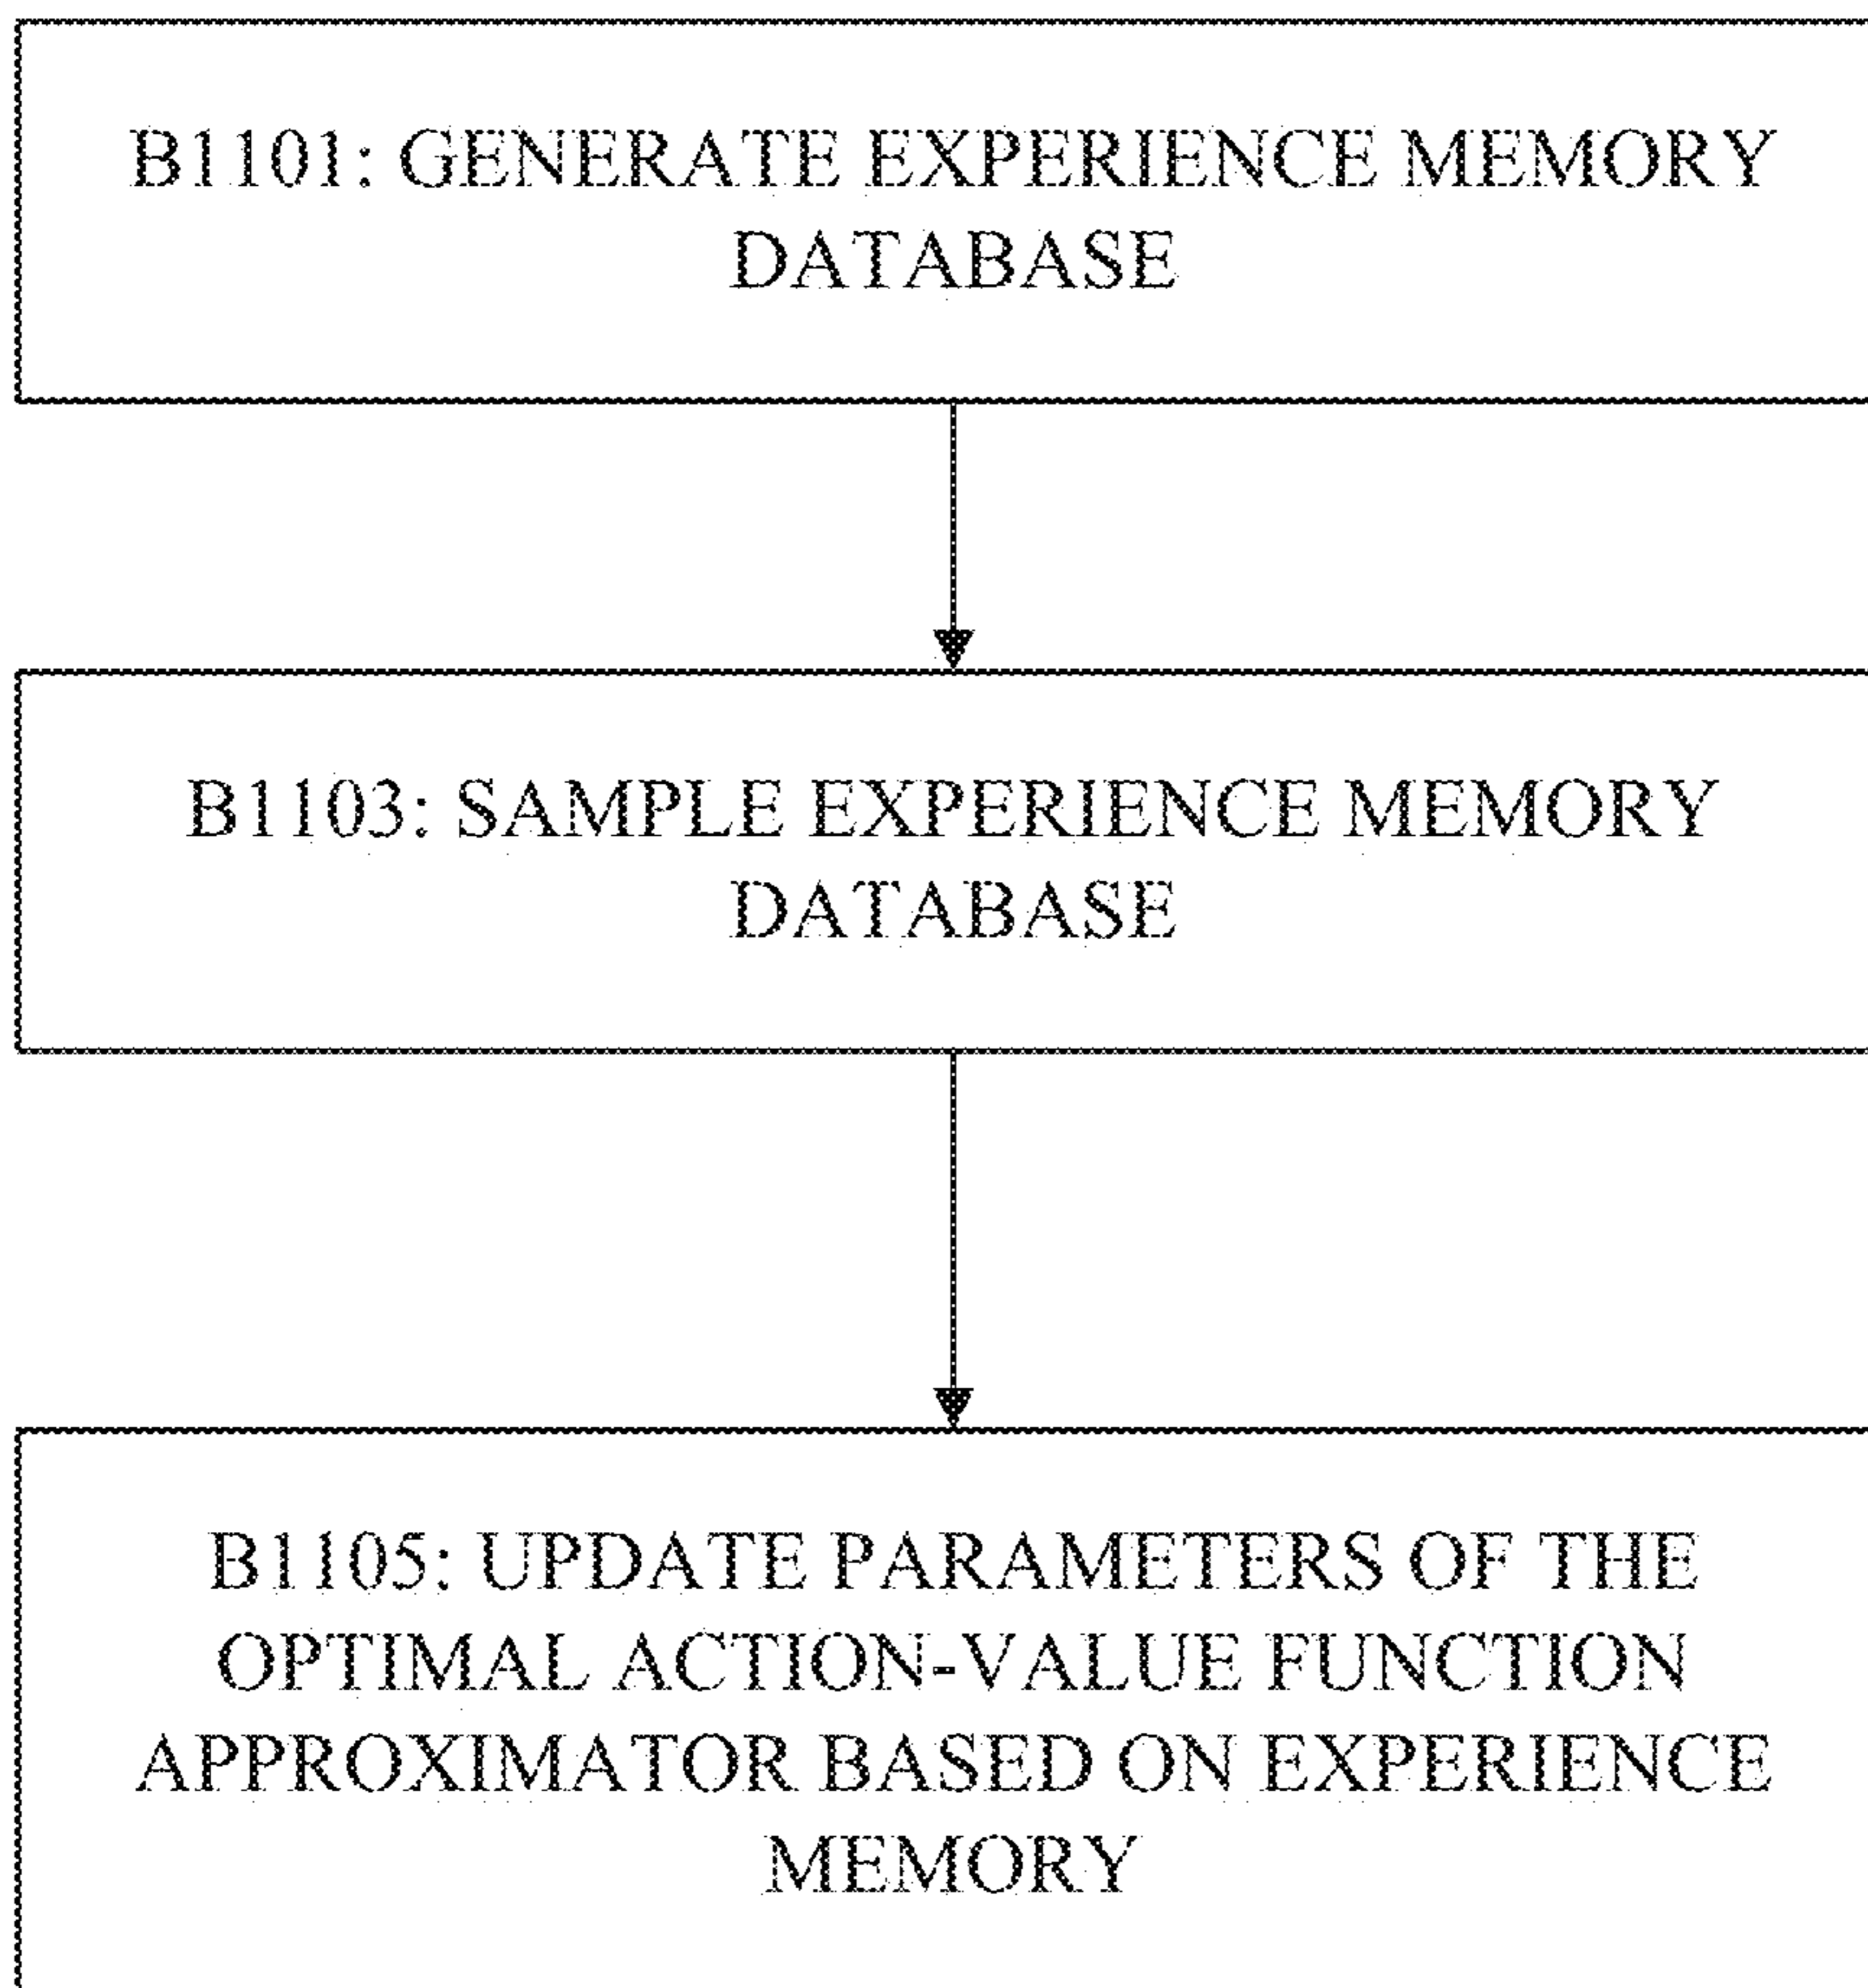 B1101: GENERATE EXPERIENCE MEMORY
DATABASE
B1103: SAMPLE EXPERIENCE MEMORY
DATABASE
B1105: UPDATE PARAMETERS OF THE
OPTIMAL ACTION-VALUE FUNCTION
APPROXIMATOR BASED ON EXPERIENCE
MEMORY